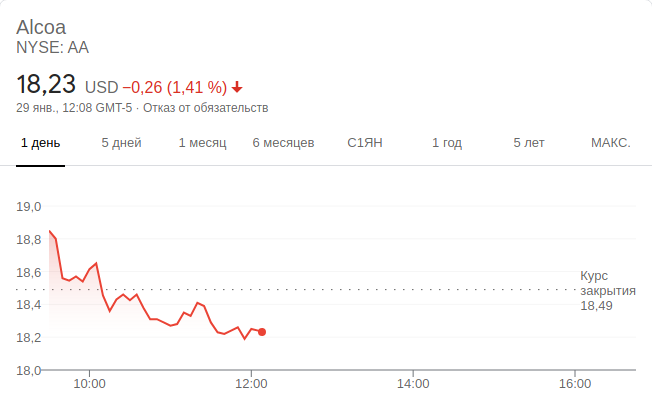 Alcoa
NYSE: AA
18,23 USD −0,26 (1,41 %)
29 янв., 12:08 GMT-5 · Отказ от обязательств
1 день 5 дней 1 месяц 6 месяцев С1ЯН 1 год 5 лет МАКС.
19,0
18,8
18,6
Курс
закрытия
18,49
18,4
18,2
18,0
10:00 12:00 14:00 16:00